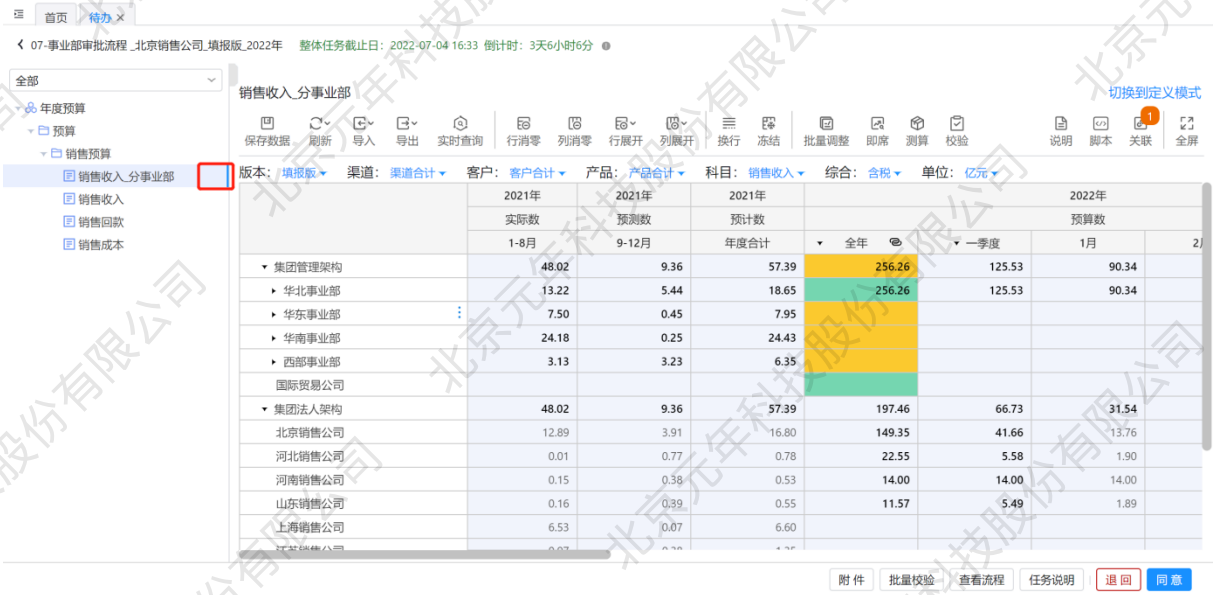 首页 待办 ×
07-事业部审批流程 _北京销售公司_填报版_2022年 整体任务截止日：2022-07-04 16:33 倒计时：3天6小时6分
全部
年度预算
预算
销售预算
销售收入_分事业部
销售收入
销售回款
销售成本
销售收入_分事业部 切换到定义模式
保存数据 刷新 导入 导出 实时查询 行消零 列消零 行展开 列展开 换行 冻结 批量调整 即席 测算 校验 说明 脚本 关联 1 全屏
版本：填报版 渠道：渠道合计 客户：客户合计 产品：产品合计 科目：销售收入 综合：含税 单位：亿元
2021年 2021年 2021年 2022年
实际数 预测数 预计数 预算数
1-8月 9-12月 年度合计 全年 一季度 1月
集团管理架构 48.02 9.36 57.39 256.26 125.53 90.34
华北事业部 13.22 5.44 18.65 256.26 125.53 90.34
华东事业部 7.50 0.45 7.95
华南事业部 24.18 0.25 24.43
西部事业部 3.13 3.23 6.35
国际贸易公司
集团法人架构 48.02 9.36 57.39 197.46 66.73 31.54
北京销售公司 12.89 3.91 16.80 149.35 41.66 13.76
河北销售公司 0.01 0.77 0.78 22.55 5.58 1.90
河南销售公司 0.15 0.38 0.53 14.00 14.00 14.00
山东销售公司 0.16 0.39 0.55 11.57 5.49 1.89
上海销售公司 6.53 0.07 6.60
附 件 批量校验 查看流程 任务说明 退 回 同 意
北京元年科技股份有限公司